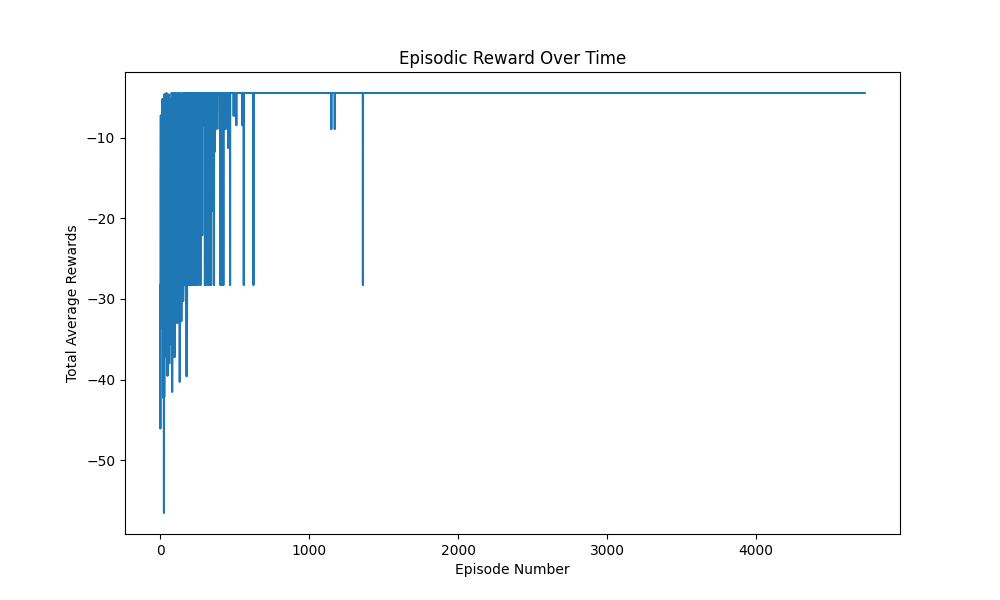 Episodic Reward Over Time
Total Average Rewards
−10
−20
−30
−40
−50
0 1000 2000 3000 4000
Episode Number